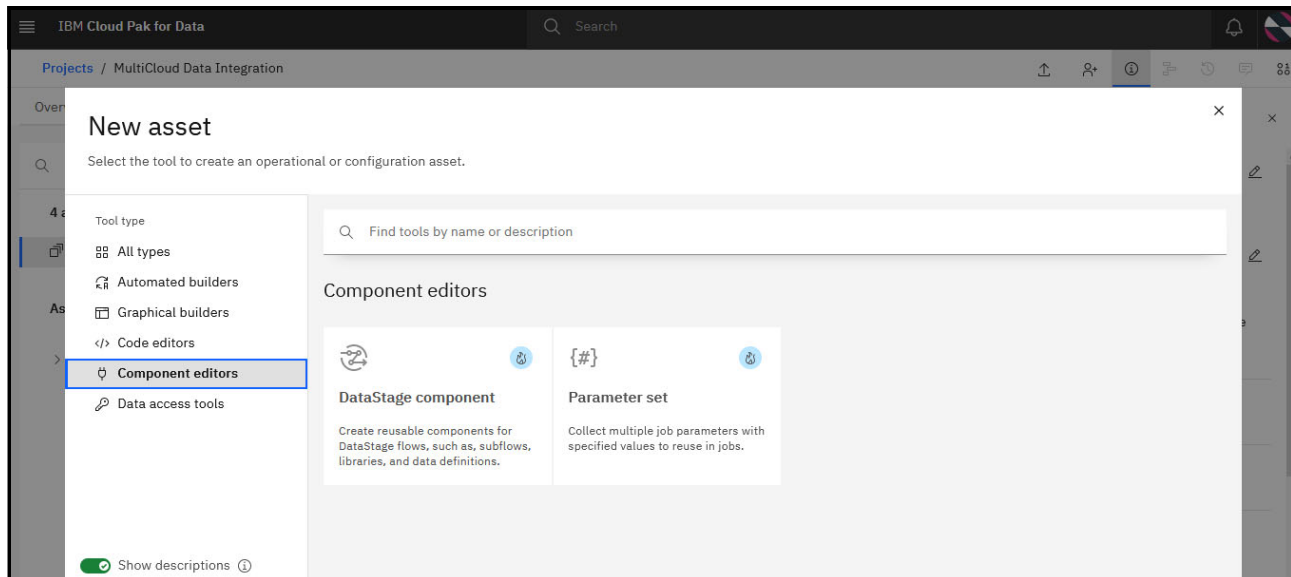 IBM Cloud Pak for Data
Search
Projects / MultiCloud Data Integration
New asset
Select the tool to create an operational or configuration asset.
Tool type
All types
Automated builders
Graphical builders
Code editors
Component editors
Data access tools
Show descriptions
Find tools by name or description
Component editors
DataStage component
Create reusable components for
DataStage flows, such as, subflows,
libraries, and data definitions.
{#}
Parameter set
Collect multiple job parameters with
specified values to reuse in jobs.